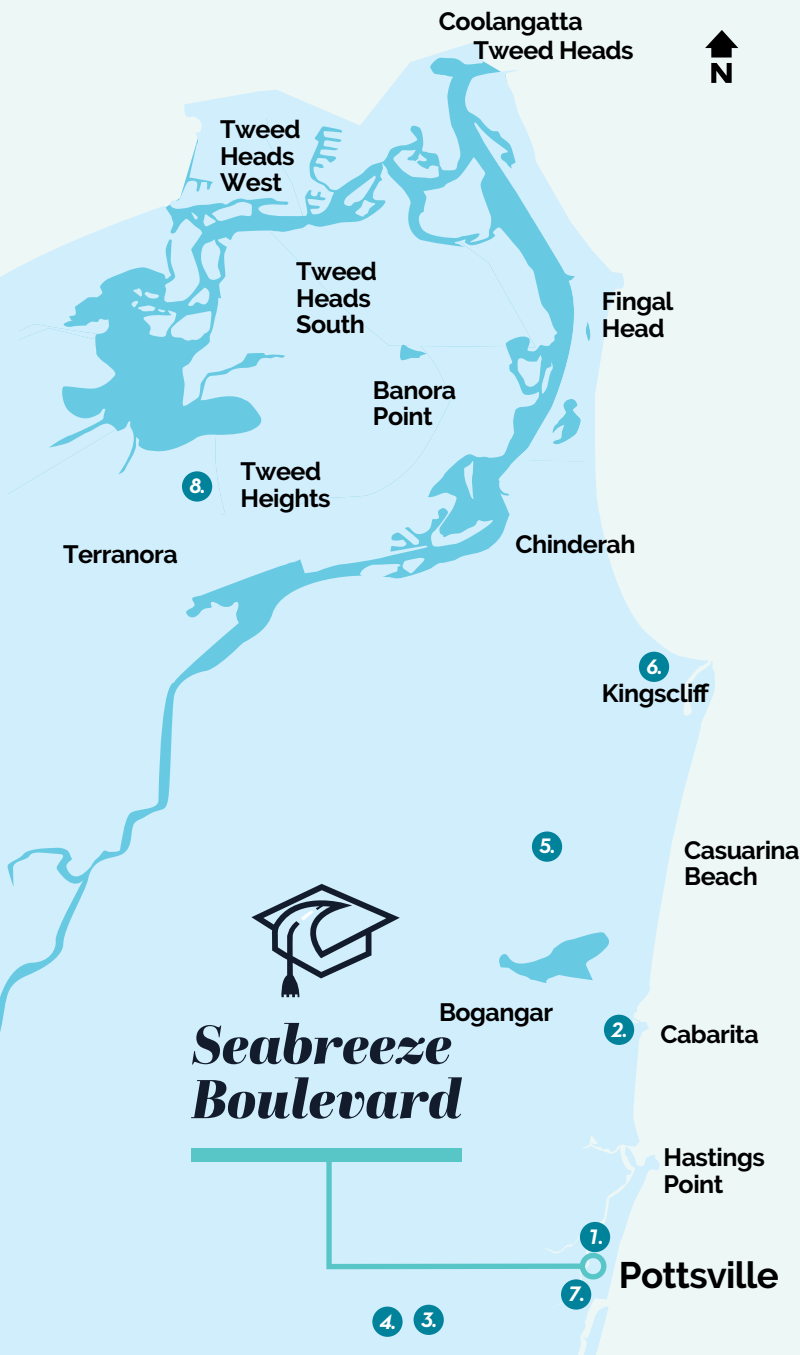 Coolangatta
Tweed Heads
N
Tweed
Heads
West
Tweed
Heads
South
Fingal
Head
Banora
Point
Tweed
Heights
8.
Terranora
Chinderah
6.
Kingscliff
5.
Casuarina
Beach
Bogangar
2.
Cabarita
Seabreeze
Boulevard
Hastings
Point
1.
Pottsville
7.
4.
3.